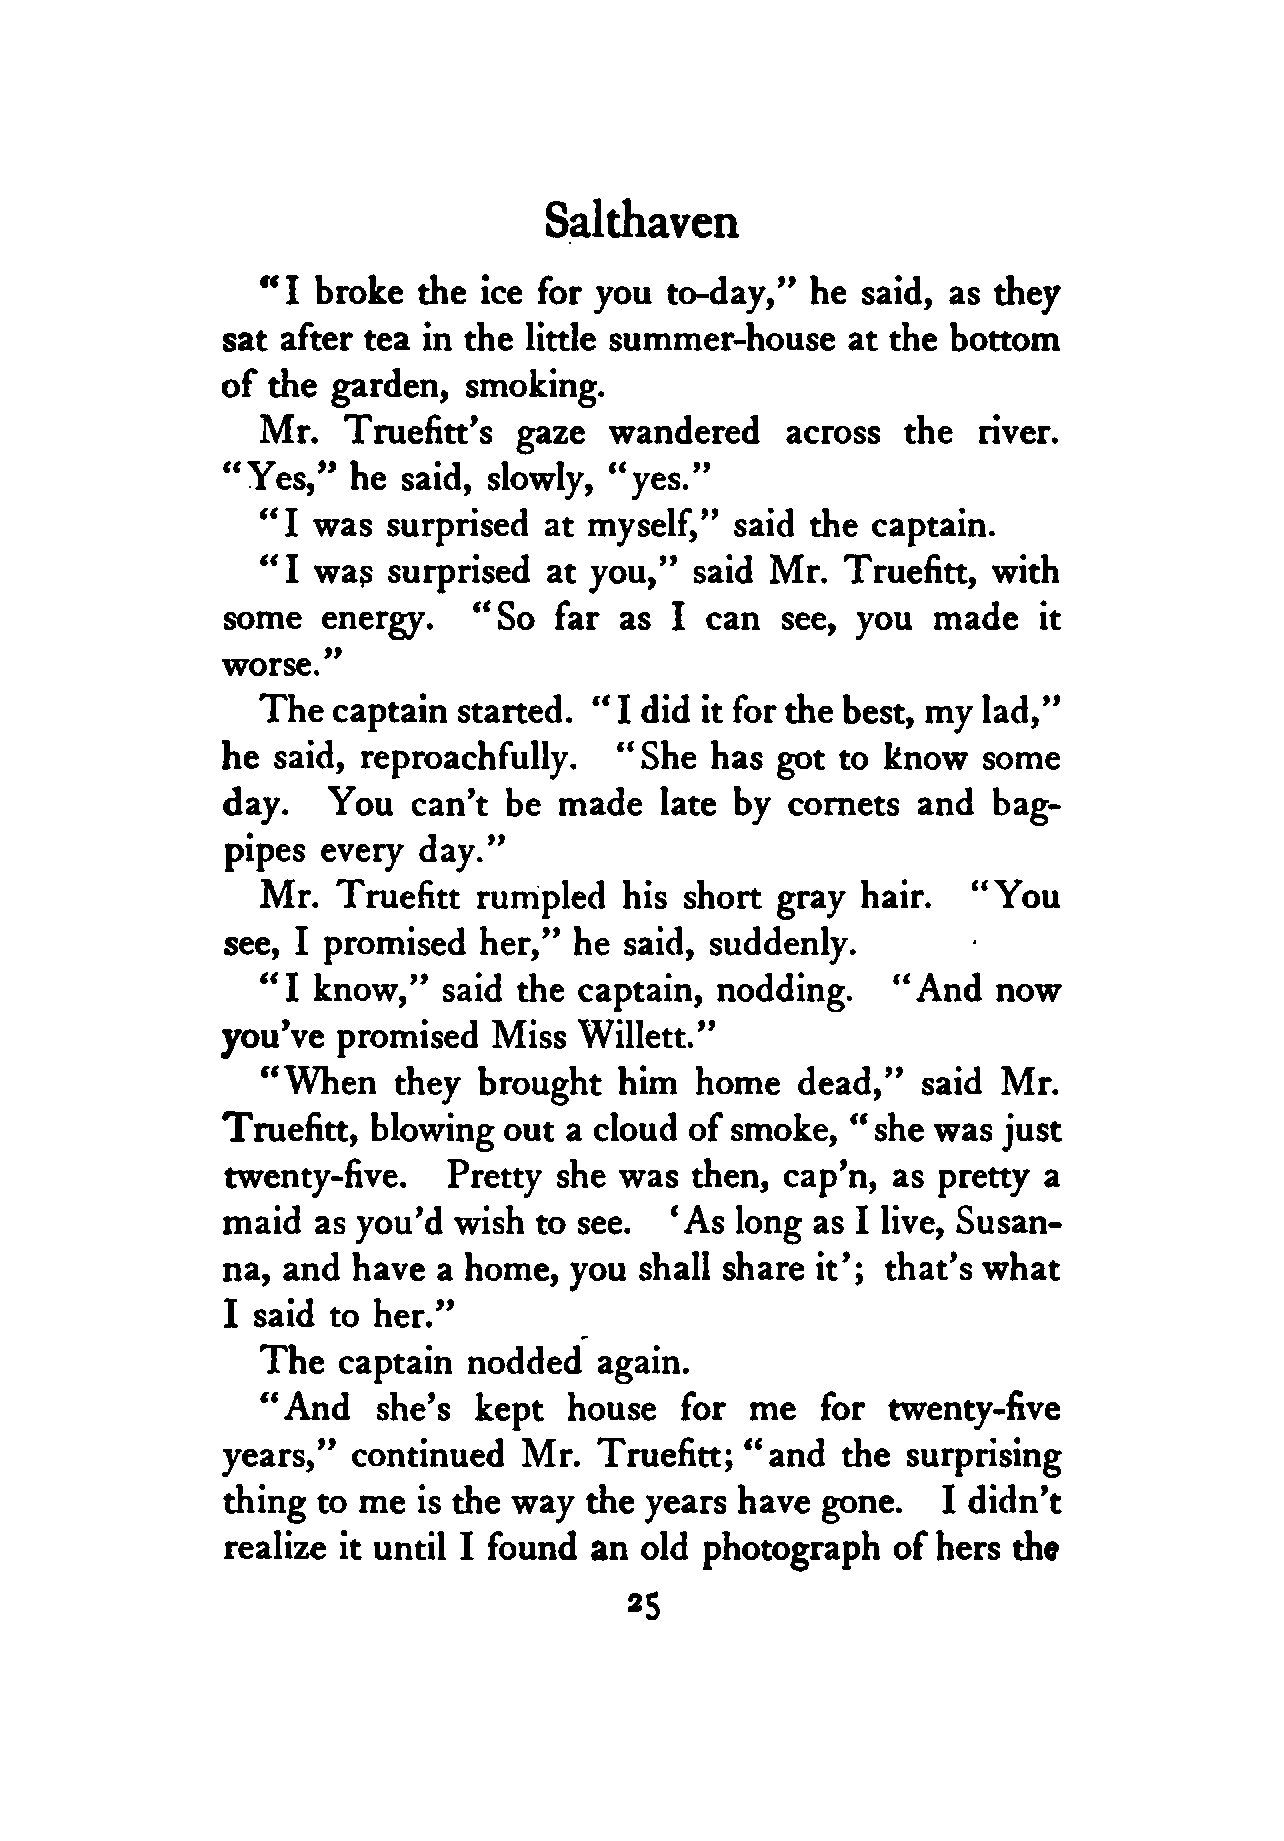 Salthaven
"I broke the ice for you to-day," he said, as they
sat after tea in the little summer-house at the bottom
of the garden, smoking.
Mr. Truefitt's gaze wandered across the river.
"Yes," he said, slowly, "yes."
"I was surprised at myself," said the captain.
"I was surprised at you," said Mr. Truefitt, with
some energy. "So far as I can see, you made it
worse."
The captain started. "I did it for the best, my lad,"
he said, reproachfully. "She has got to know some
day. You can't be made late by cornets and bag-
pipes every day."
Mr. Truefitt rumpled his short gray hair. "You
see, I promised her," he said, suddenly.
"I know," said the captain, nodding. "And now
you've promised Miss Willett."
"When they brought him home dead," said Mr.
Truefitt, blowing out a cloud of smoke, "she was just
twenty-five. Pretty she was then, cap'n, as pretty a
maid as you'd wish to see. 'As long as I live, Susan-
na, and have a home, you shall share it'; that's what
I said to her."
The captain nodded again.
"And she's kept house for me for twenty-five
years," continued Mr. Truefitt; "and the surprising
thing to me is the way the years have gone. I didn't
realize it until I found an old photograph of hers the
25